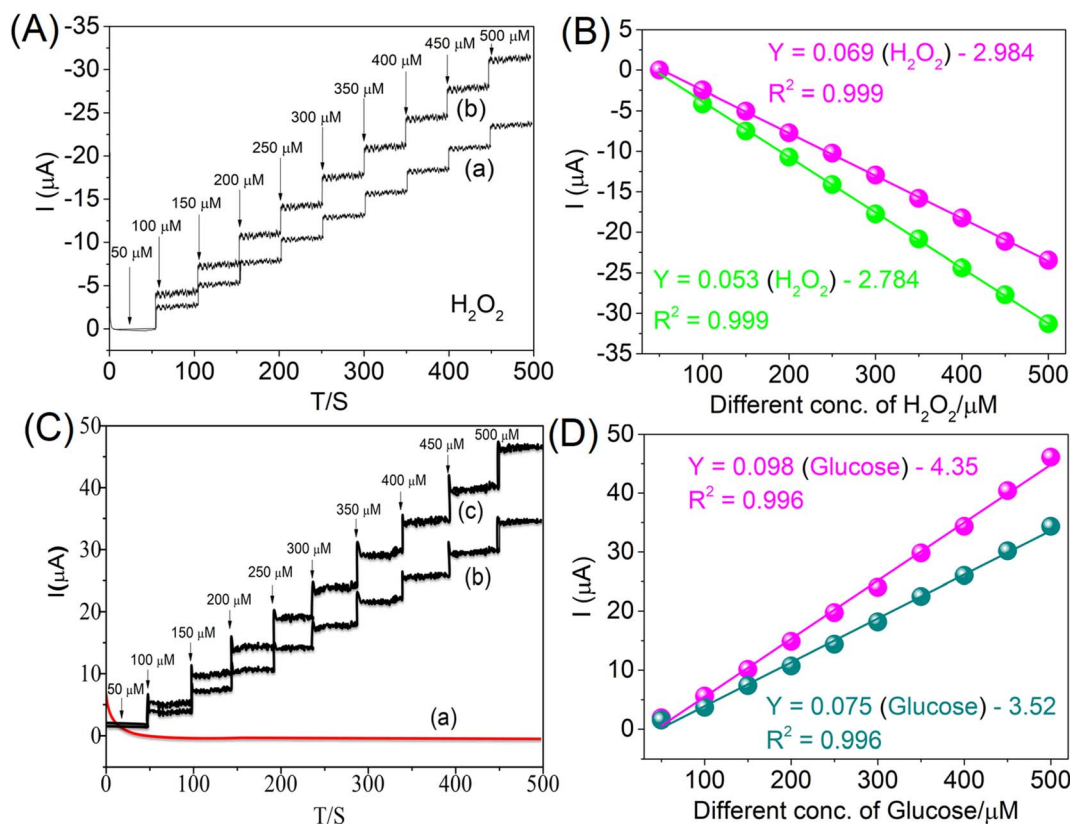 (A)
I (μA)
-35
-30
-25
-20
-15
-10
-5
0
50 μM
100 μM
150 μM
200 μM
250 μM
300 μM
350 μM
400 μM
450 μM
500 μM
(b)
(a)
H₂O₂
0 100 200 300 400 500
T/S
(B)
I (μA)
0
-5
-10
-15
-20
-25
-30
-35
Y = 0.069 (H₂O₂) - 2.984
R² = 0.999
Y = 0.053 (H₂O₂) - 2.784
R² = 0.999
100 200 300 400 500
Different conc. of H₂O₂/μM
(C)
I(μA)
50
40
30
20
10
0
50 μM
100 μM
150 μM
200 μM
250 μM
300 μM
350 μM
400 μM
450 μM
500 μM
(c)
(b)
(a)
0 100 200 300 400 500
T/S
(D)
I (μA)
50
40
30
20
10
0
Y = 0.098 (Glucose) - 4.35
R² = 0.996
Y = 0.075 (Glucose) - 3.52
R² = 0.996
100 200 300 400 500
Different conc. of Glucose/μM